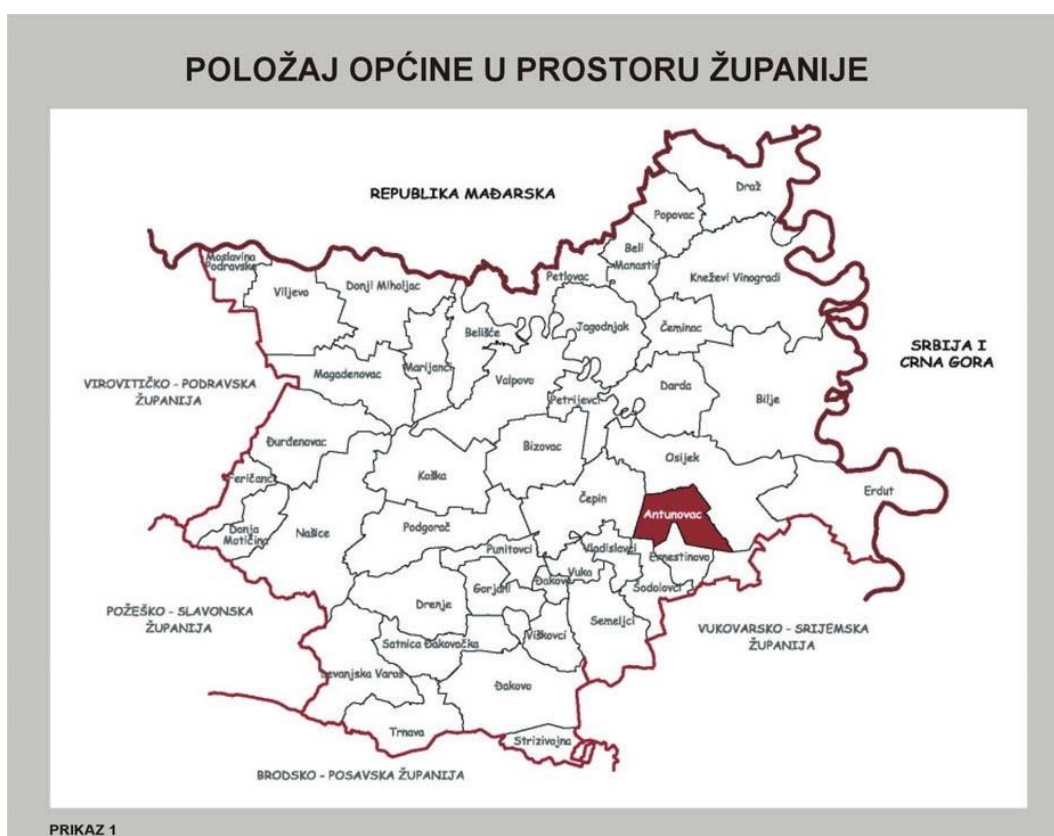 POLOŽAJ OPĆINE U PROSTORU ŽUPANIJE
REPUBLIKA MAĐARSKA
Draž
Popovac
Beli
Manastir
Kneževi Vinogradi
Moslavina
Podravska
Viljevo
Donji Miholjac
Petlovac
Belišće
Jagodnjak
Čeminac
SRBIJA I
CRNA GORA
VIROVITIČKO - PODRAVSKA
ŽUPANIJA
Magadenovac
Marijanci
Valpovo
Petrijevci
Darda
Bilje
Đurđenovac
Bizovac
Osijek
Feričanci
Koška
Erdut
Čepin
Antunovac
Donja
Motičina
Našice
Podgorač
Punitovci
Vladislavci
Ernestinovo
Vuka
Đakovo
Gorjani
Sodolovci
Drenje
Semeljci
POŽEŠKO - SLAVONSKA
ŽUPANIJA
VUKOVARSKO - SRIJEMSKA
ŽUPANIJA
Viškovci
Satnica Đakovačka
Levanjska Varoš
Đakovo
Trnava
Strizivojna
BRODSKO - POSAVSKA ŽUPANIJA
PRIKAZ 1